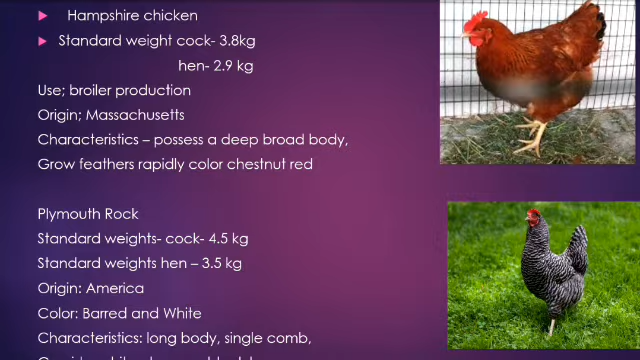 Hampshire chicken
Standard weight cock- 3.8kg
hen- 2.9 kg
Use; broiler production
Origin; Massachusetts
Characteristics – possess a deep broad body,
Grow feathers rapidly color chestnut red
Plymouth Rock
Standard weights- cock- 4.5 kg
Standard weights hen – 3.5 kg
Origin: America
Color: Barred and White
Characteristics: long body, single comb,